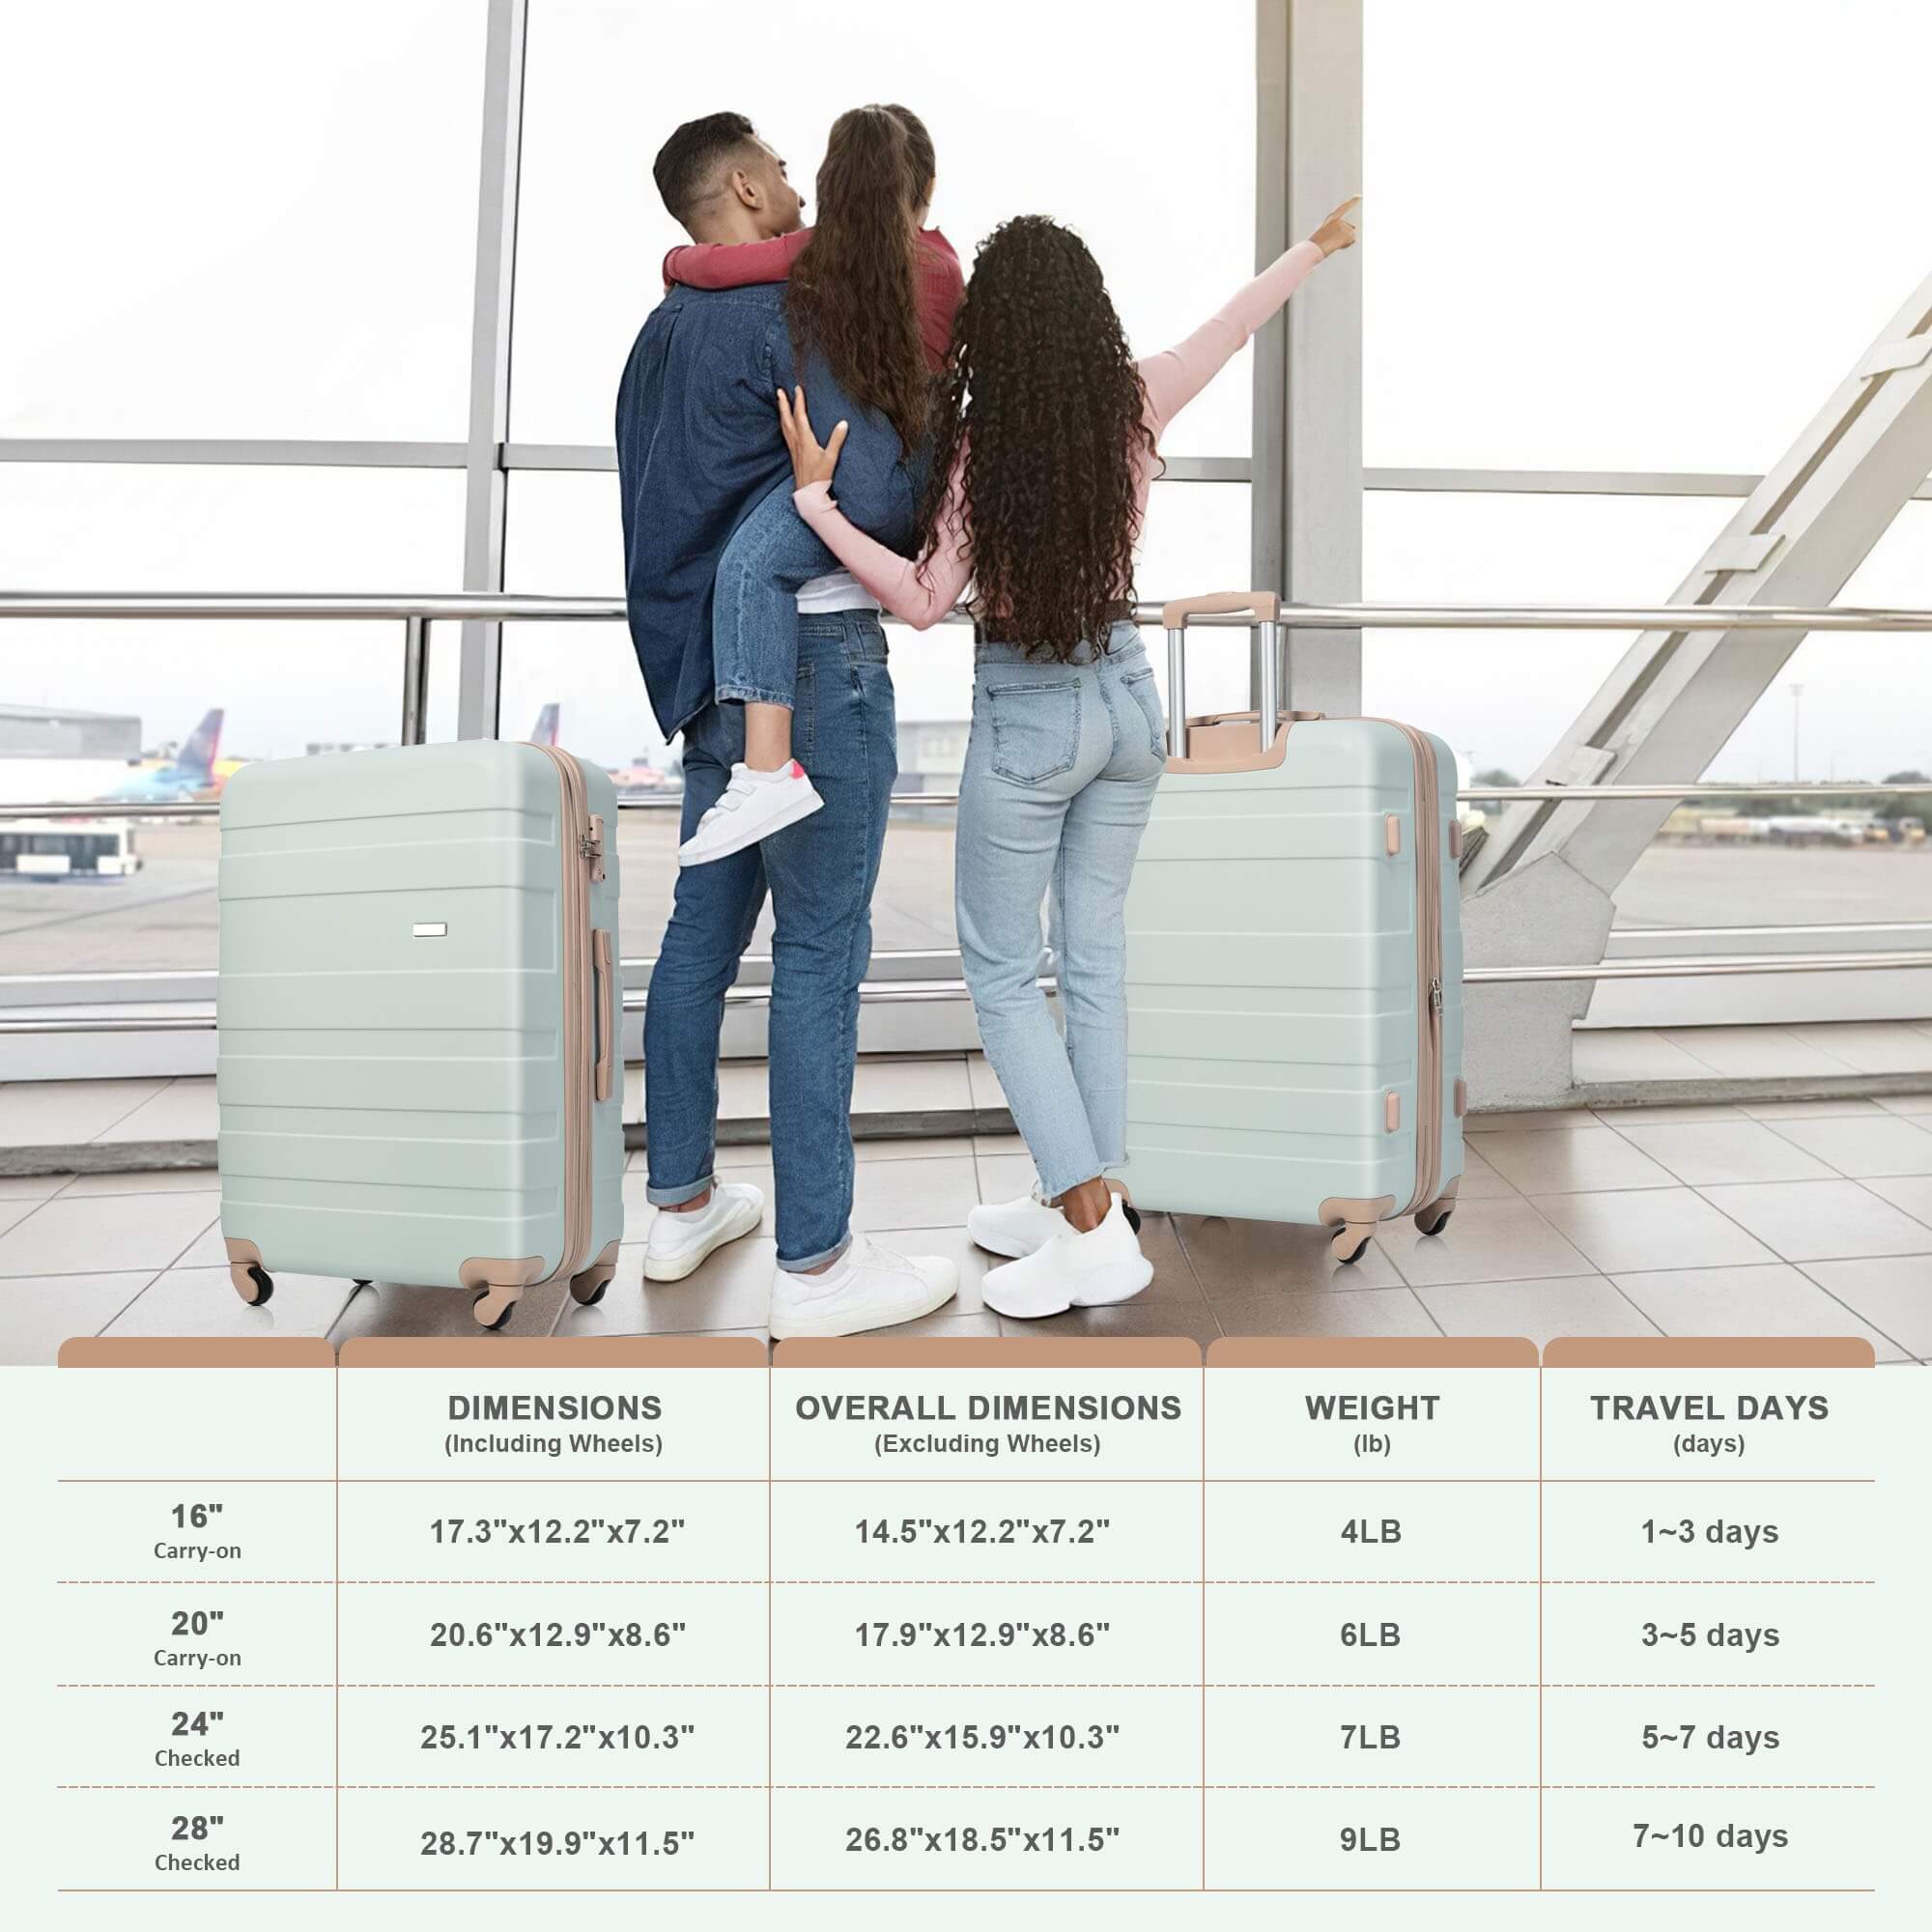 DIMENSIONS
(Including Wheels)
OVERALL DIMENSIONS
(Excluding Wheels)
WEIGHT
(lb)
TRAVEL DAYS
(days)
16"
Carry-on
17.3"x12.2"x7.2"
14.5"x12.2"x7.2"
4LB
1~3 days
20"
Carry-on
20.6"x12.9"x8.6"
17.9"x12.9"x8.6"
6LB
3~5 days
24"
Checked
25.1"x17.2"x10.3"
22.6"x15.9"x10.3"
7LB
5~7 days
28"
Checked
28.7"x19.9"x11.5"
26.8"x18.5"x11.5"
9LB
7~10 days